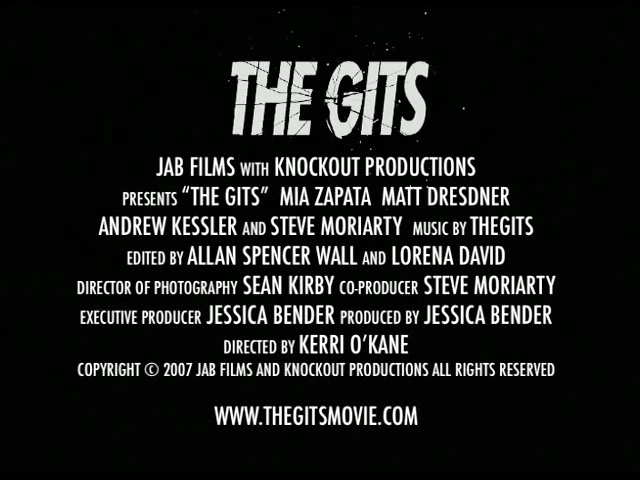 THE GITS
JAB FILMS WITH KNOCKOUT PRODUCTIONS
PRESENTS “THE GITS” MIA ZAPATA MATT DRESDNER
ANDREW KESSLER AND STEVE MORIARTY MUSIC BY THEGITS
EDITED BY ALLAN SPENCER WALL AND LORENA DAVID
DIRECTOR OF PHOTOGRAPHY SEAN KIRBY CO-PRODUCER STEVE MORIARTY
EXECUTIVE PRODUCER JESSICA BENDER PRODUCED BY JESSICA BENDER
DIRECTED BY KERRI O’KANE
COPYRIGHT © 2007 JAB FILMS AND KNOCKOUT PRODUCTIONS ALL RIGHTS RESERVED
WWW.THEGITSMOVIE.COM